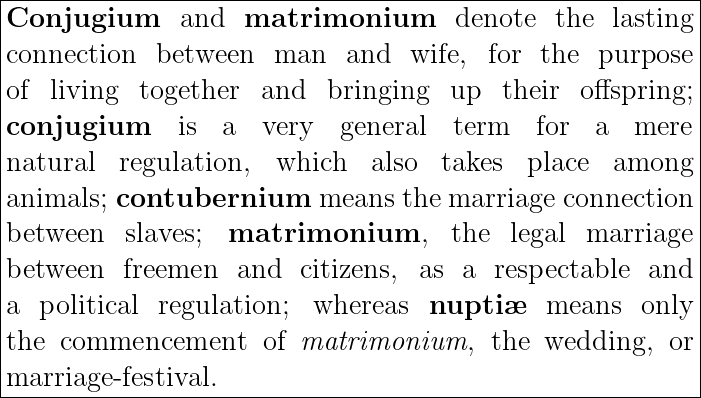 Conjugium and matrimonium denote the lasting
connection between man and wife, for the purpose
of living together and bringing up their offspring;
conjugium is a very general term for a mere
natural regulation, which also takes place among
animals; contubernium means the marriage connection
between slaves; matrimonium, the legal marriage
between freemen and citizens, as a respectable and
a political regulation; whereas nuptiæ means only
the commencement of matrimonium, the wedding, or
marriage-festival.